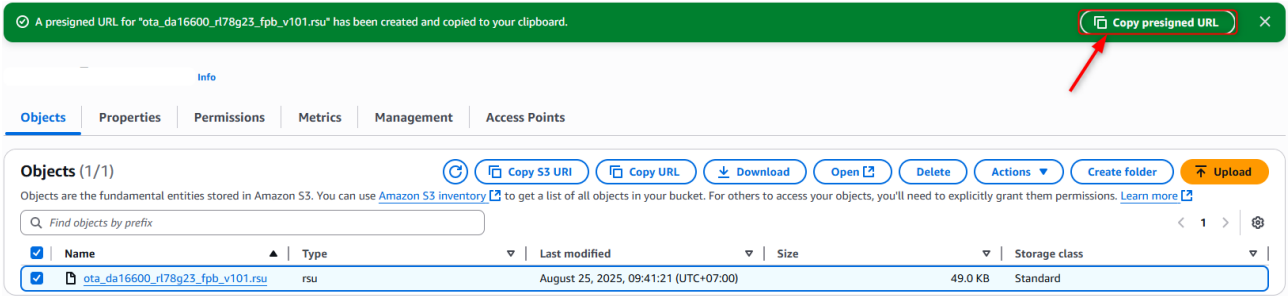 A presigned URL for "ota_da16600_rl78g23_fpb_v101.rsu" has been created and copied to your clipboard. Copy presigned URL
Info
Objects Properties Permissions Metrics Management Access Points
Objects (1/1) Copy S3 URI Copy URL Download Open Delete Actions Create folder Upload
Objects are the fundamental entities stored in Amazon S3. You can use Amazon S3 inventory to get a list of all objects in your bucket. For others to access your objects, you'll need to explicitly grant them permissions. Learn more
Find objects by prefix 1
Name Type Last modified Size Storage class
ota_da16600_rl78g23_fpb_v101.rsu rsu August 25, 2025, 09:41:21 (UTC+07:00) 49.0 KB Standard